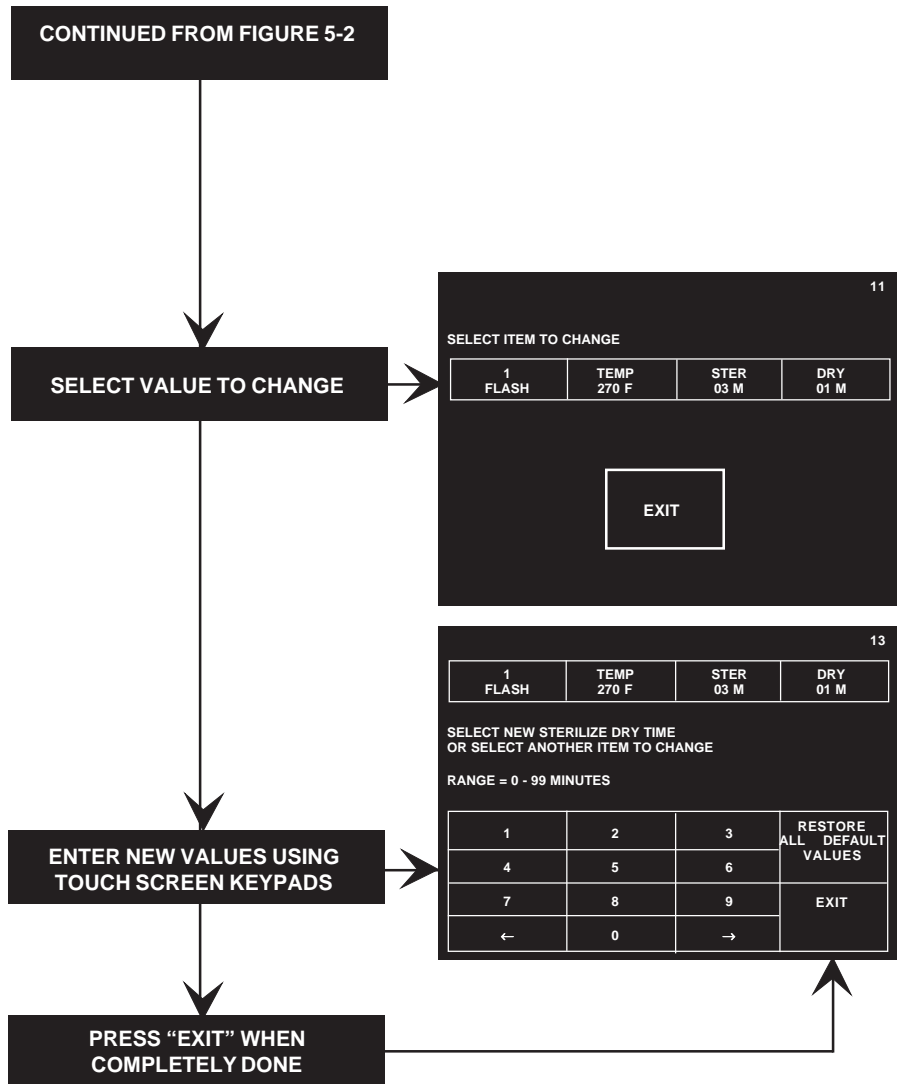 CONTINUED FROM FIGURE 5-2
SELECT VALUE TO CHANGE
11
SELECT ITEM TO CHANGE
1 TEMP STER DRY
FLASH 270 F 03 M 01 M
EXIT
13
1 TEMP STER DRY
FLASH 270 F 03 M 01 M
SELECT NEW STERILIZE DRY TIME
OR SELECT ANOTHER ITEM TO CHANGE
RANGE = 0 - 99 MINUTES
1 2 3
RESTORE
ALL DEFAULT
VALUES
4 5 6
7 8 9 EXIT
← 0 →
ENTER NEW VALUES USING
TOUCH SCREEN KEYPADS
PRESS “EXIT” WHEN
COMPLETELY DONE